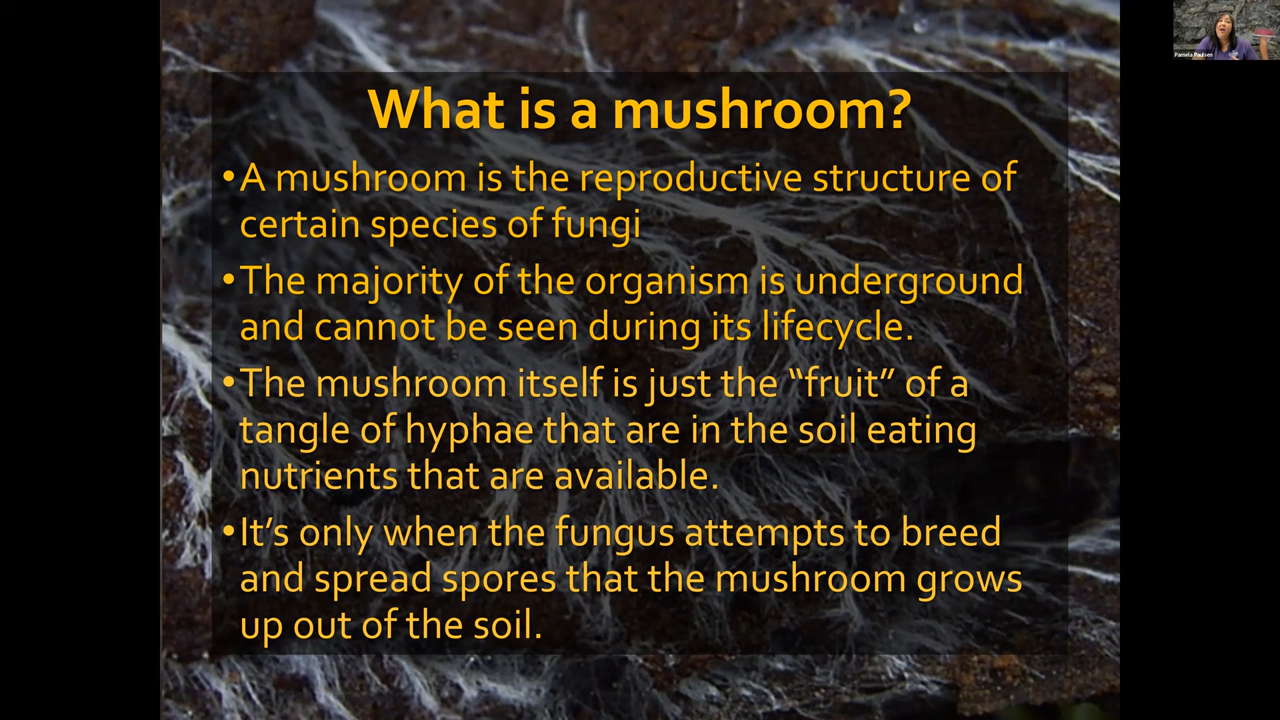 What is a mushroom?
•A mushroom is the reproductive structure of
certain species of fungi
•The majority of the organism is underground
and cannot be seen during its lifecycle.
•The mushroom itself is just the “fruit” of a
tangle of hyphae that are in the soil eating
nutrients that are available.
•It’s only when the fungus attempts to breed
and spread spores that the mushroom grows
up out of the soil.
Pamela Paulsen